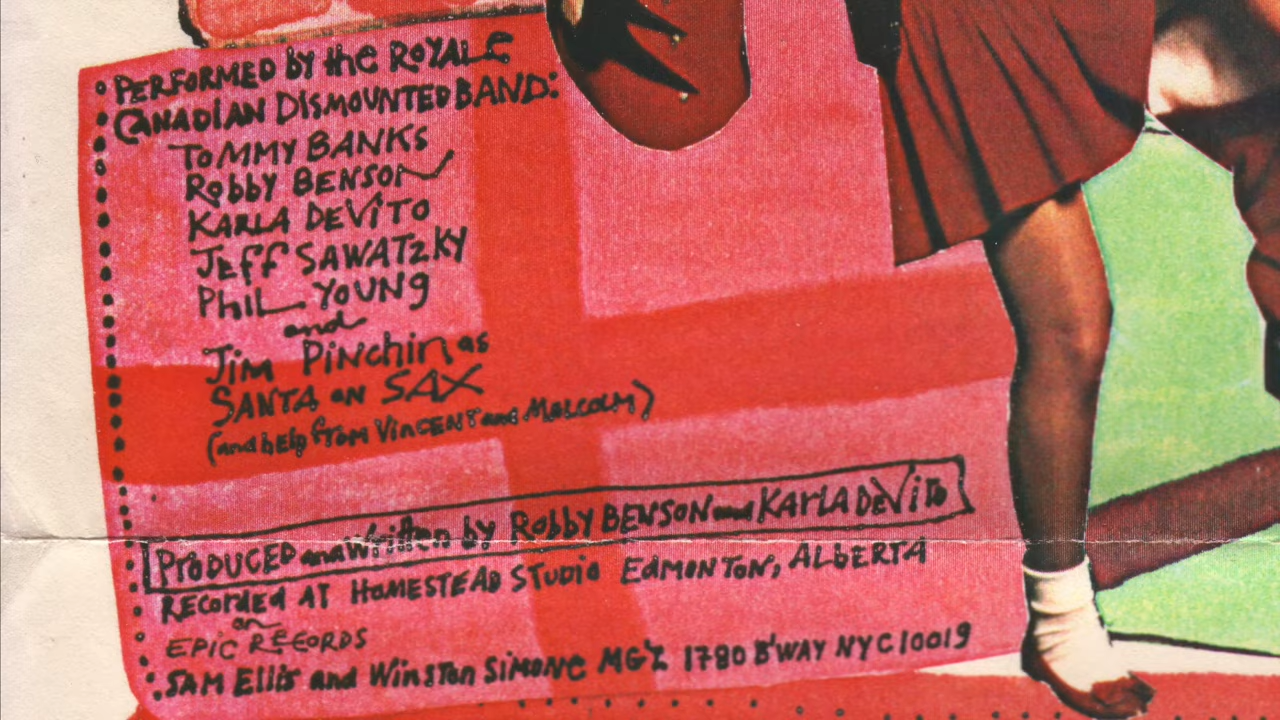 PERFORMED by the ROYALE
CANADIAN DISMOUNTED BAND:
TOMMY BANKS
RObbY BENSON
KARLA DEViTO
JEff SAWATZKY
PhiL YOUNG
and
Jim Pinchin as
SANTA on SAX
(and help from VinCENT and MALCOLM)
PRODUCED and written by RobbY BENSON and KARLA DEViTo
RECORdEd AT HOMESTEAD STUDiO EdMONTON, ALBERTA
on
EPIC RECORDS
SAM Ellis and WinSTon SiMONE MG'Z 1780 B'WAY NYC 10019